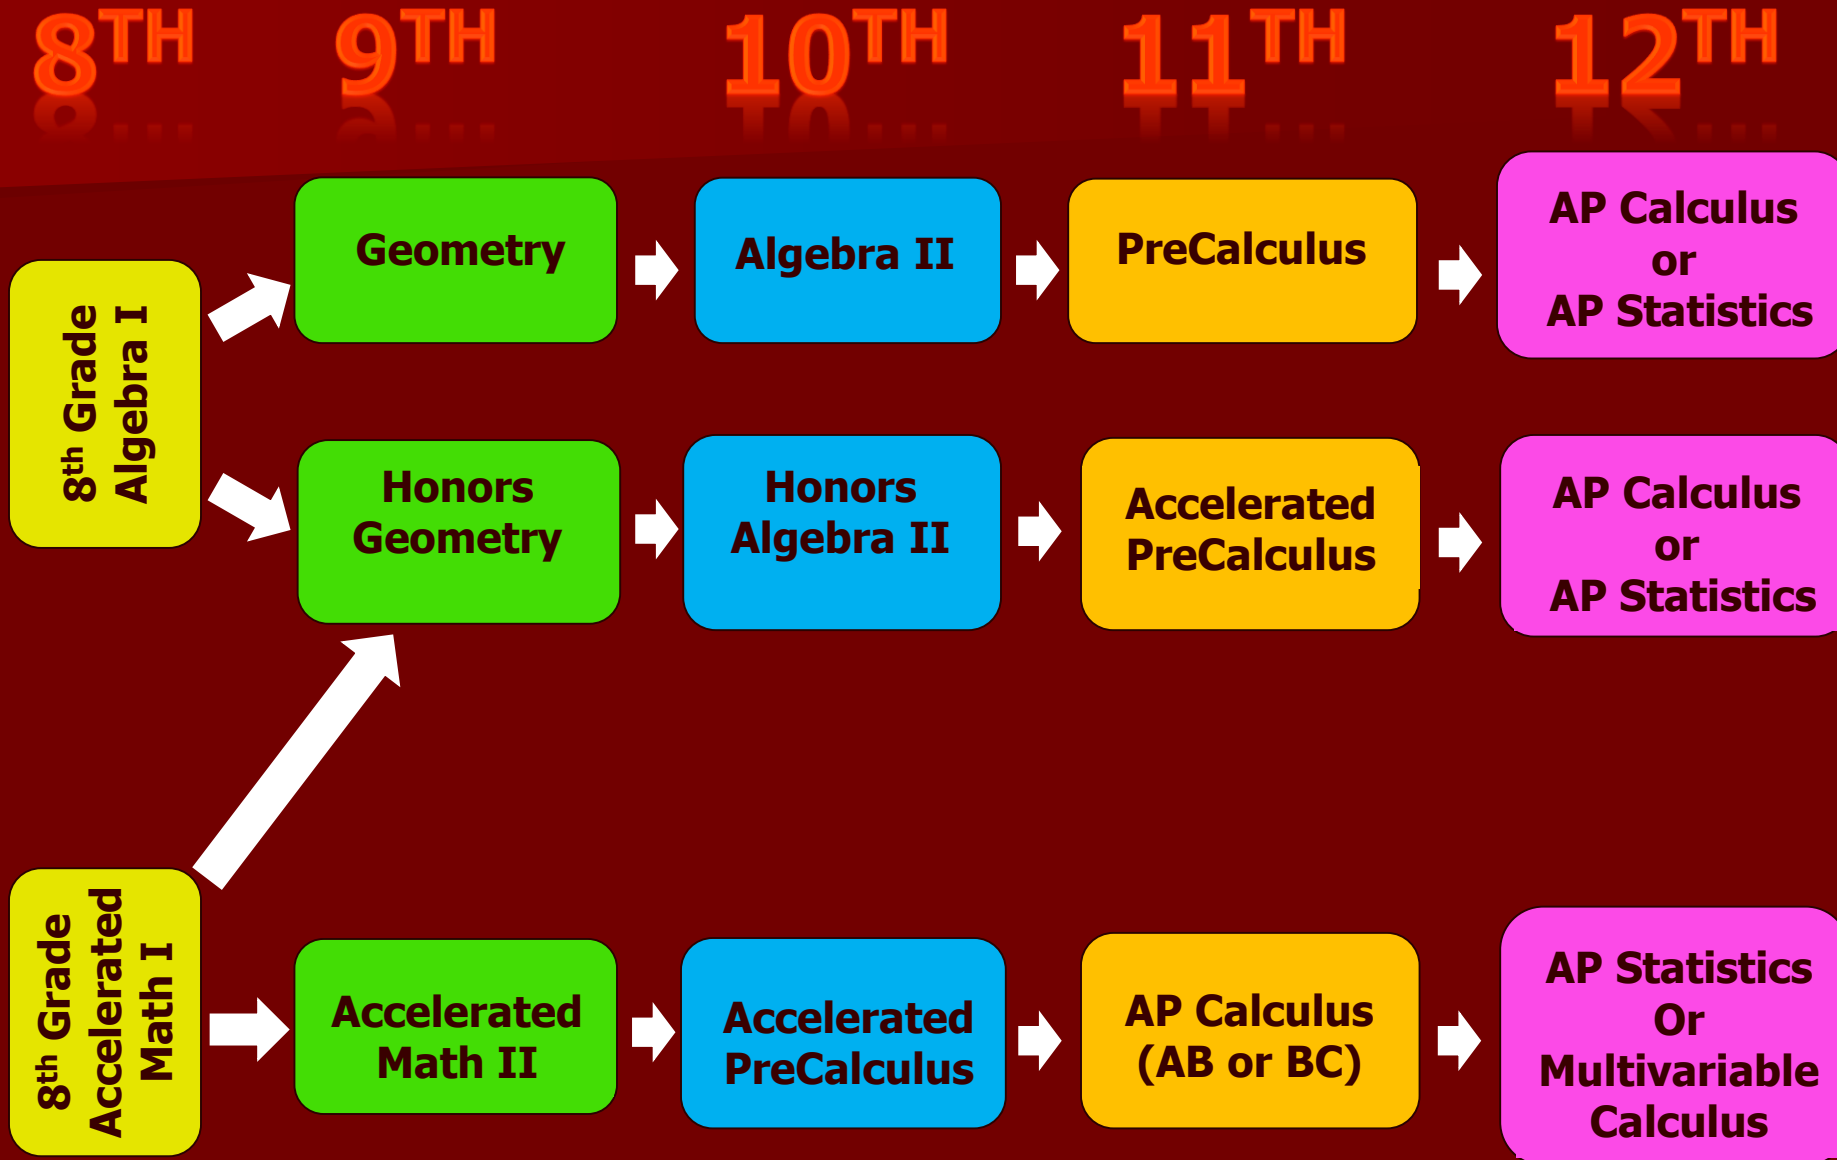 8TH 9TH 10TH 11TH 12TH
8th Grade
Algebra I
Geometry
Algebra II
PreCalculus
AP Calculus
or
AP Statistics
Honors
Geometry
Honors
Algebra II
Accelerated
PreCalculus
AP Calculus
or
AP Statistics
8th Grade
Accelerated
Math I
Accelerated
Math II
Accelerated
PreCalculus
AP Calculus
(AB or BC)
AP Statistics
Or
Multivariable
Calculus